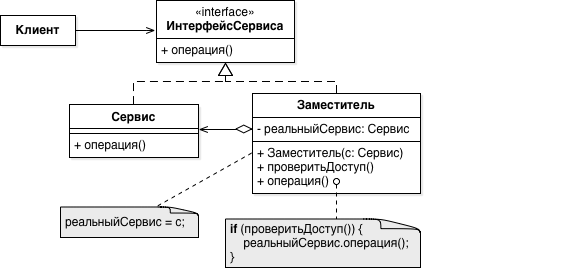 Клиент
«interface»
ИнтерфейсСервиса
+ операция()
Сервис
+ операция()
Заместитель
- реальныйСервис: Сервис
+ Заместитель(с: Сервис)
+ проверитьДоступ()
+ операция()
реальныйСервис = с;
if (проверитьДоступ()) {
реальныйСервис.операция();
}